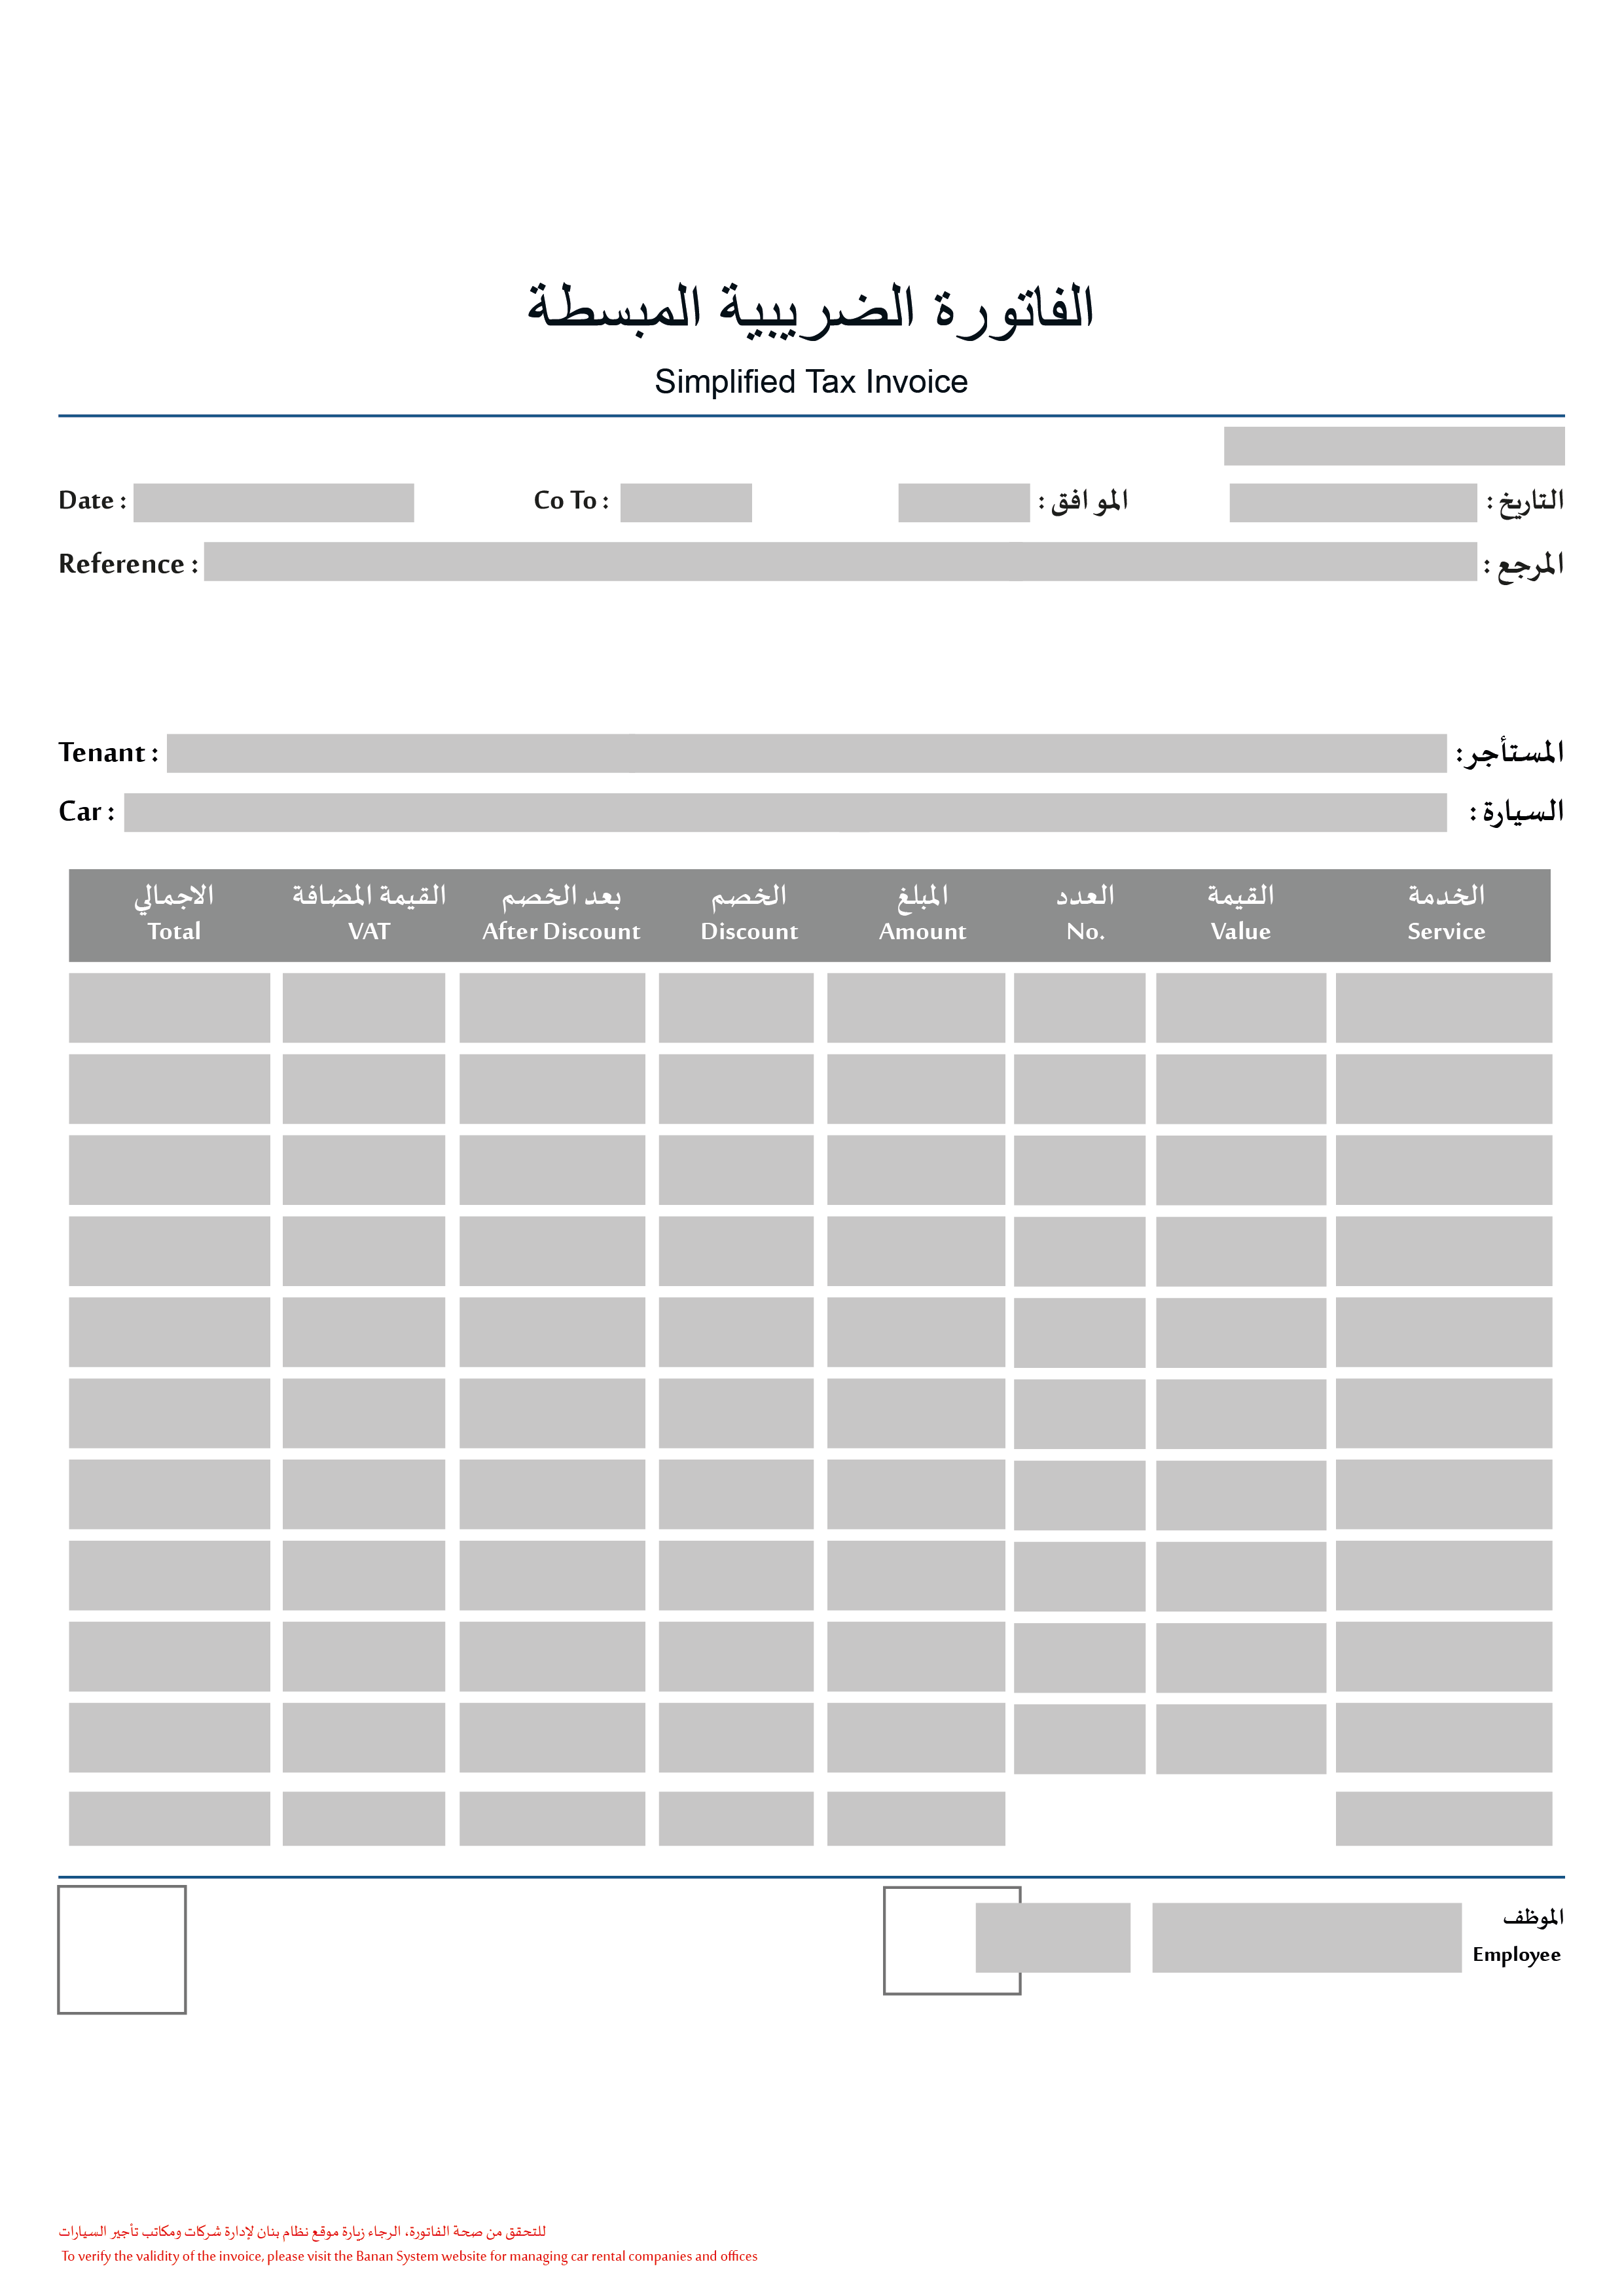 الفاتورة الضريبية المبسطة
Simplified Tax Invoice
Date : Co To : الموافق : التاريخ :
Reference : المرجع :
Tenant : المستأجر :
Car : السيارة :
الاجمالي القيمة المضافة بعد الخصم الخصم المبلغ العدد القيمة الخدمة
Total VAT After Discount Discount Amount No. Value Service
الموظف
Employee
للتحقق من صحة الفاتورة، الرجاء زيارة موقع نظام بنان لإدارة شركات ومكاتب تأجير السيارات
To verify the validity of the invoice, please visit the Banan System website for managing car rental companies and offices